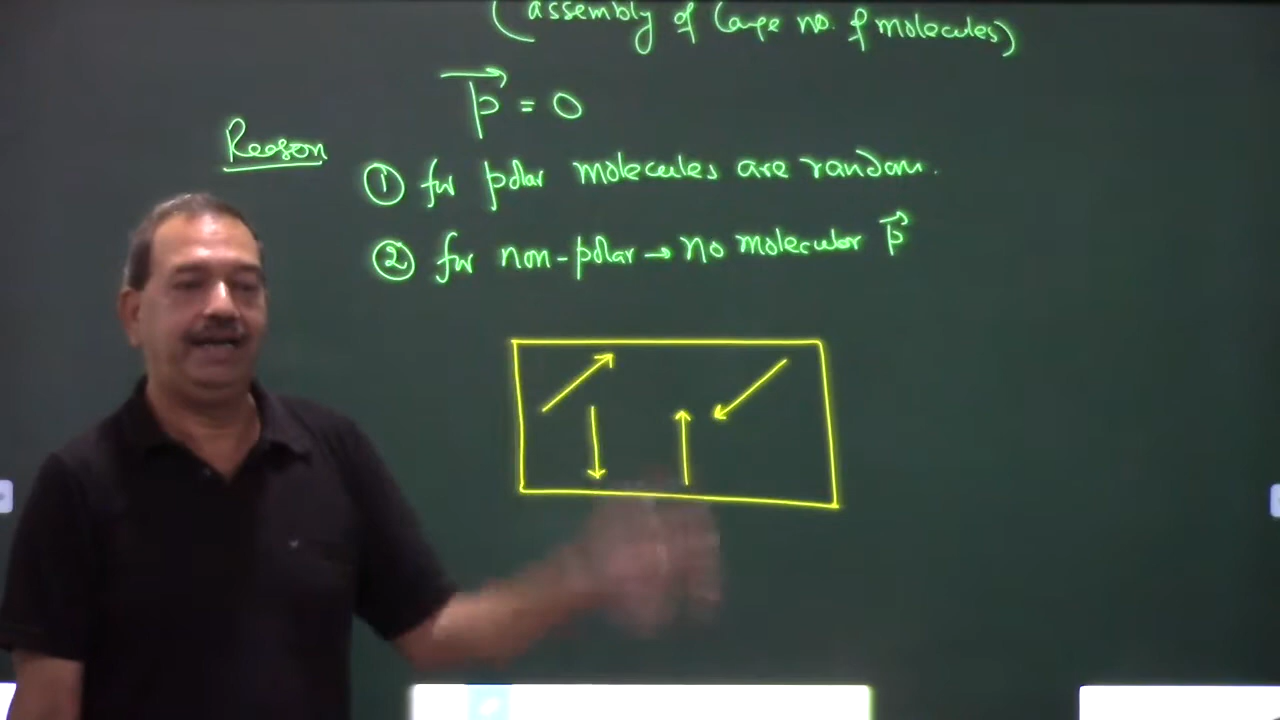 (assembly of large no. of molecules)
p⃗ = 0
Reason
① for polar molecules are random.
② for non-polar → no molecular p⃗